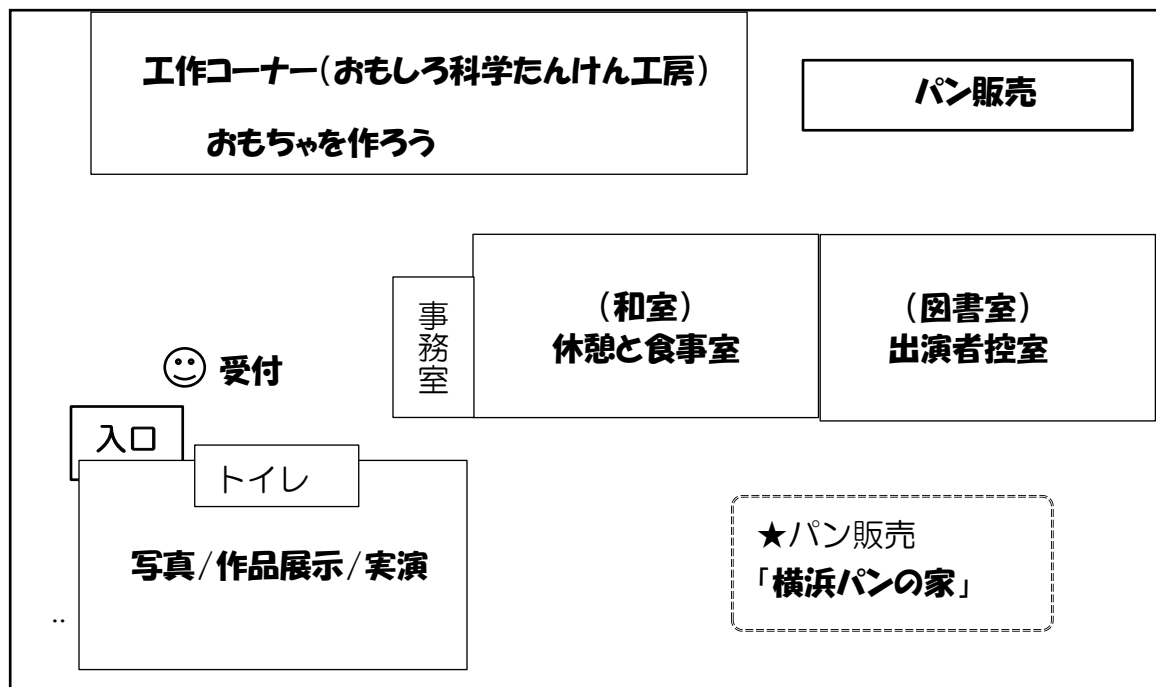 工作コーナー(おもしろ科学たんけん工房)
おもちゃを作ろう
パン販売
事務室
(和室)
休憩と食事室
(図書室)
出演者控室
受付
入口
トイレ
写真/作品展示/実演
★パン販売
「横浜パンの家」
..